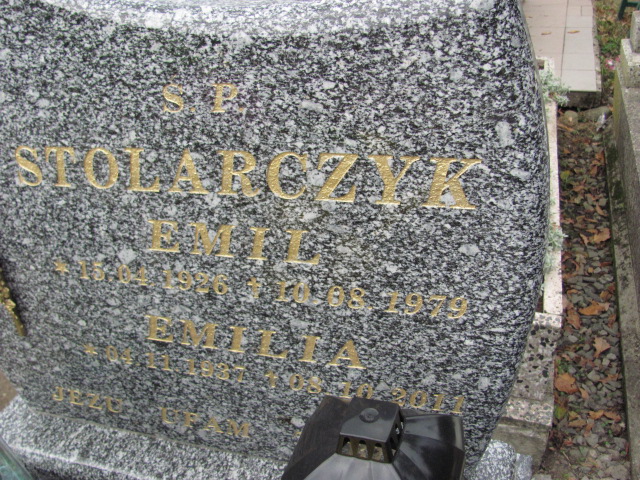 S. P.
STOLARCZYK
EMIL
* 15.04.1926 † 10.08.1979
EMILIA
* 04.11.1937 † 08.10.2011
JEZU UFAM